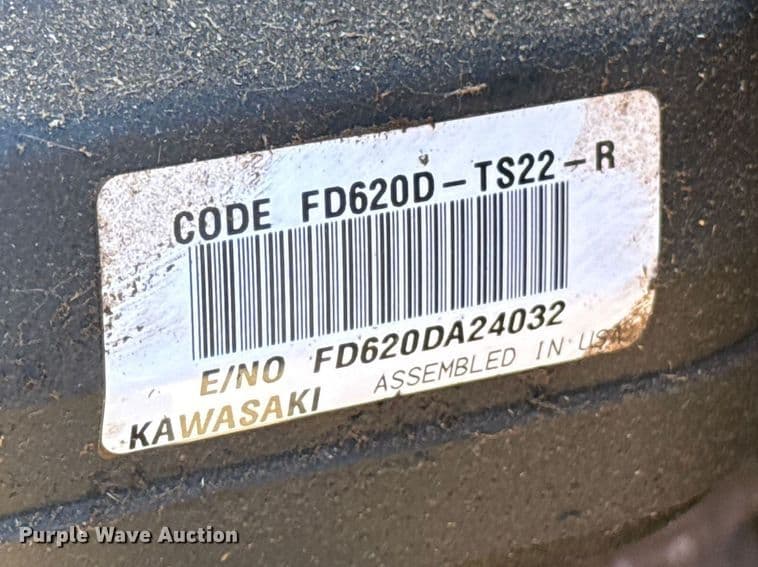 CODE FD620D-TS22-R
E/NO FD620DA24032
KAWASAKI ASSEMBLED IN USA
Purple Wave Auction